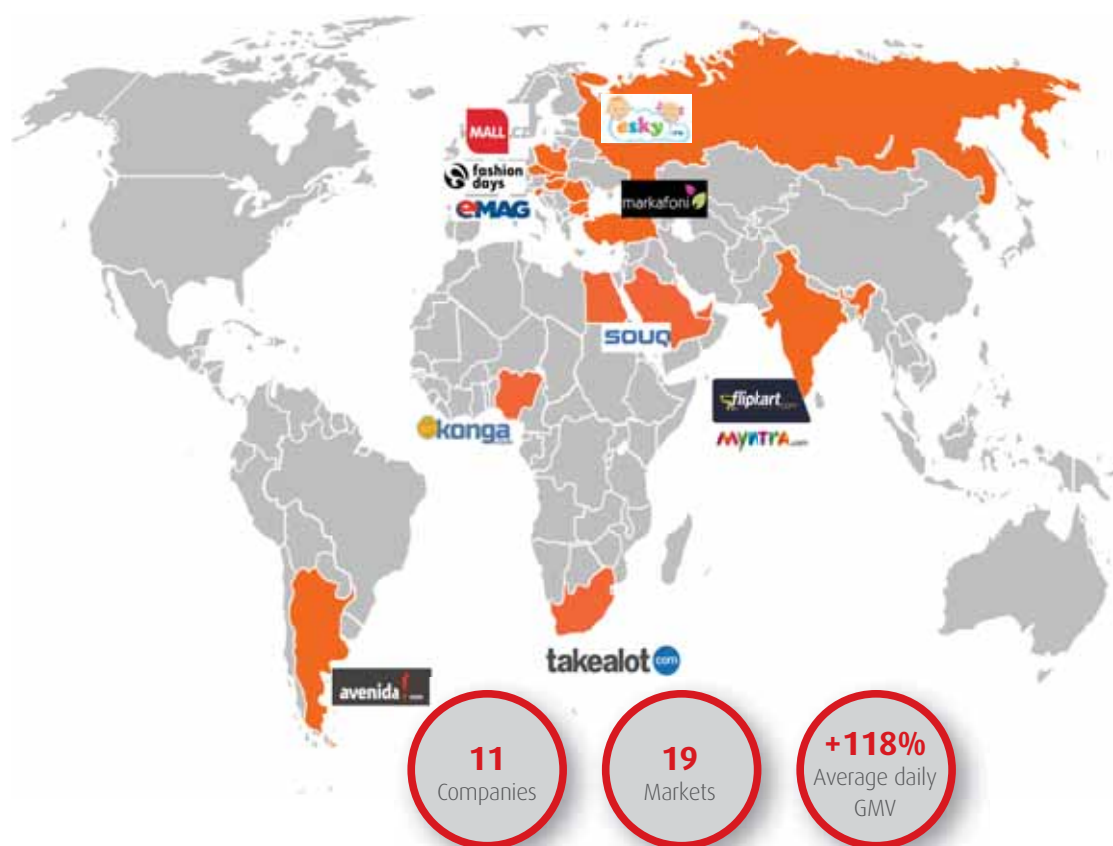 MALL.CZ
esky
fashion
days
eMAG
markafoni
SOUQ
flipkart.com
myntra.com
konga
takealot.com
avenida
11
Companies
19
Markets
+118%
Average daily
GMV